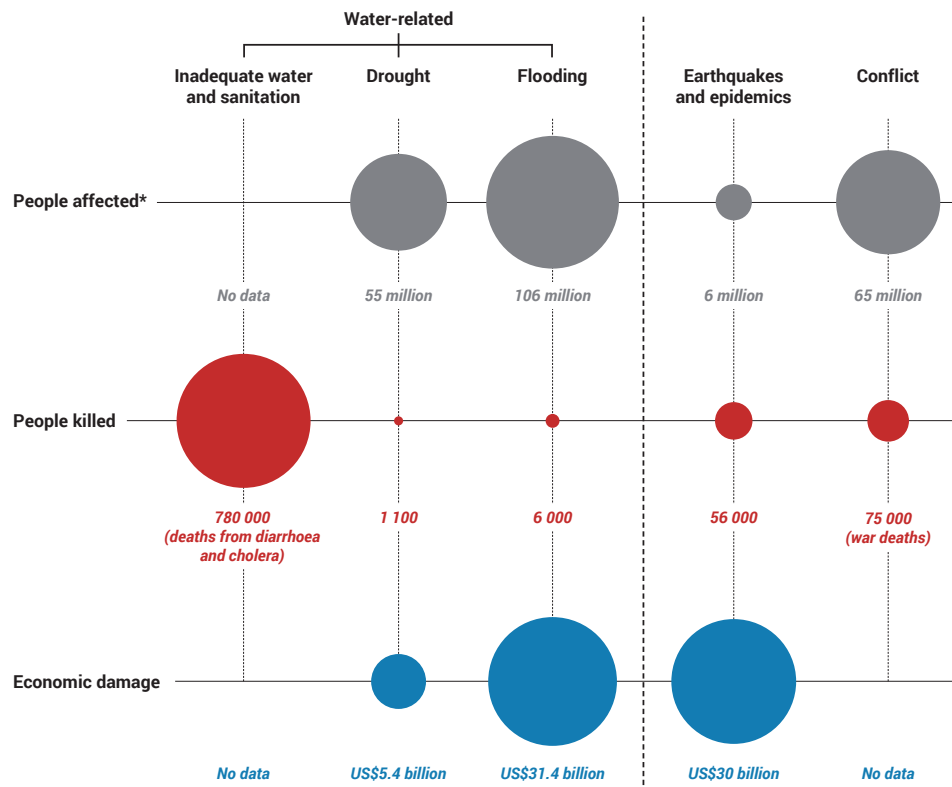 Water-related
Inadequate water
and sanitation
Drought
Flooding
Earthquakes
and epidemics
Conflict
People affected*
No data
55 million
106 million
6 million
65 million
People killed
780 000
(deaths from diarrhoea
and cholera)
1 100
6 000
56 000
75 000
(war deaths)
Economic damage
No data
US$5.4 billion
US$31.4 billion
US$30 billion
No data